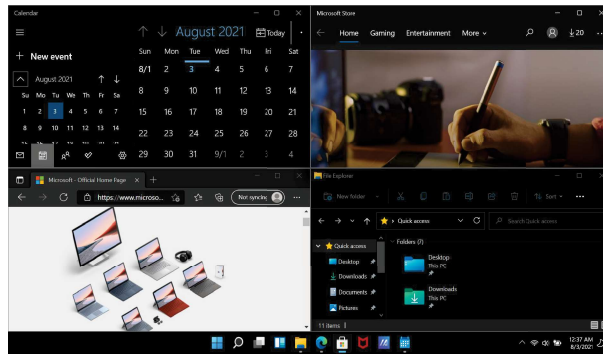 Calendar
August 2021
Today
New event
August 2021
Su Mo Tu We Th Fr Sa
1 2 3 4 5 6 7
8 9 10 11 12 13 14
Sun Mon Tue Wed Thu Fri Sat
8/1 2 3 4 5 6 7
8 9 10 11 12 13 14
15 16 17 18 19 20 21
22 23 24 25 26 27 28
29 30 31 9/1 2 3 4
Microsoft Store
Home Gaming Entertainment More 20
Microsoft - Official Home Page
https://www.microso... Not syncing
File Explorer
New folder Sort
Quick access Search Quick access
Quick access
Desktop
Downloads
Documents
Pictures
Folders (7)
Desktop
This PC
Downloads
This PC
11 items
12:37 AM
8/3/2021